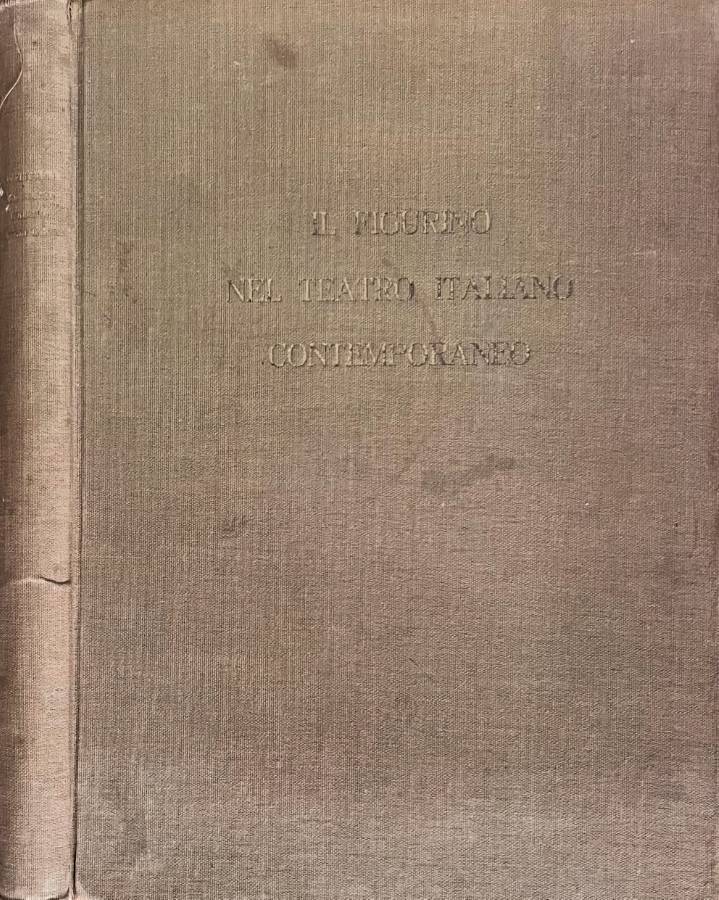 IL FIGURINO
NEL TEATRO ITALIANO
CONTEMPORANEO